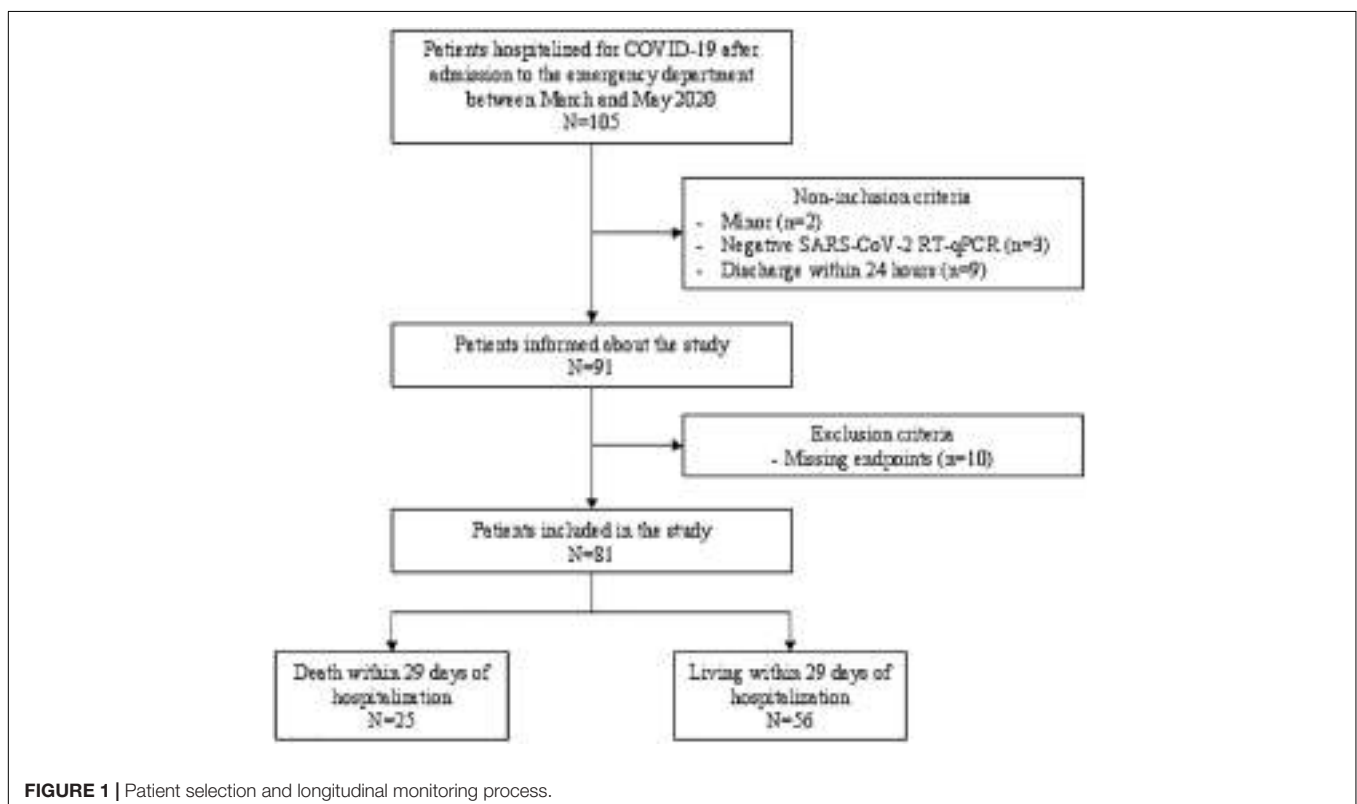 Patients hospitalized for COVID-19 after
admission to the emergency department
between March and May 2020
N=105
Non-inclusion criteria
- Minor (n=2)
- Negative SARS-CoV-2 RT-qPCR (n=3)
- Discharge within 24 hours (n=9)
Patients informed about the study
N=91
Exclusion criteria
- Missing endpoints (n=10)
Patients included in the study
N=81
Death within 29 days of
hospitalization
N=25
Living within 29 days of
hospitalization
N=56
FIGURE 1 | Patient selection and longitudinal monitoring process.